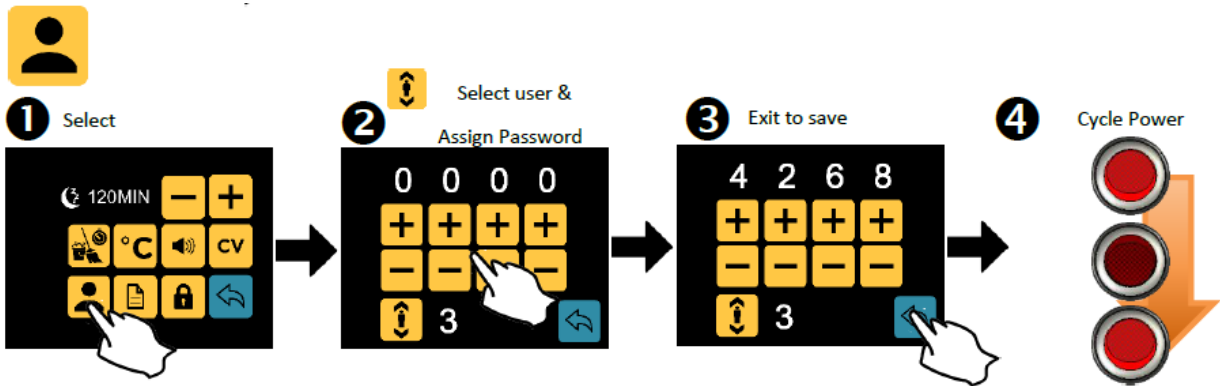 1 Select
2 Select user &
Assign Password
3 Exit to save
4 Cycle Power
120MIN − +
°C CV
0 0 0 0
+ + + +
− − − −
3
4 2 6 8
+ + + +
− − − −
3